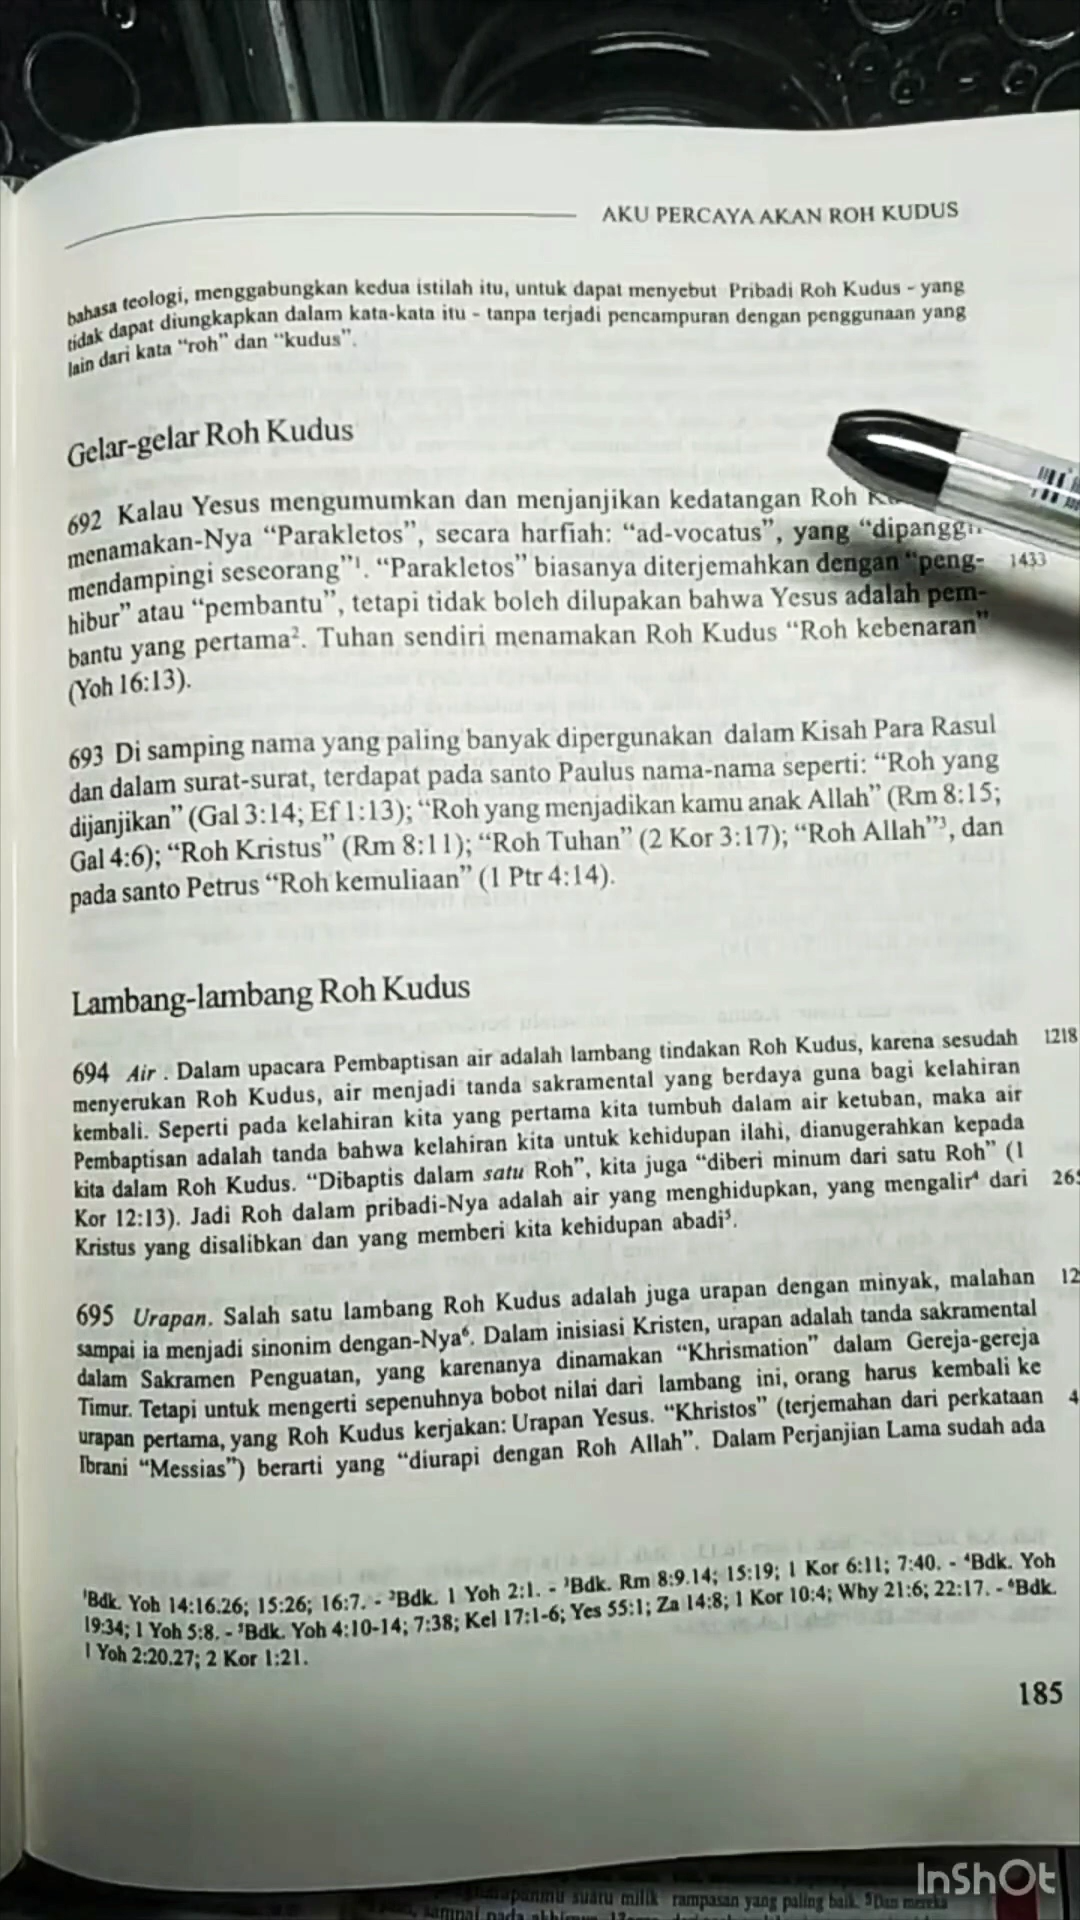 AKU PERCAYA AKAN ROH KUDUS
bahasa teologi, menggabungkan kedua istilah itu, untuk dapat menyebut Pribadi Roh Kudus - yang
tidak dapat diungkapkan dalam kata-kata itu - tanpa terjadi pencampuran dengan penggunaan yang
lain dari kata “roh” dan “kudus”.
Gelar-gelar Roh Kudus
692 Kalau Yesus mengumumkan dan menjanjikan kedatangan Roh
menamakan-Nya “Parakletos”, secara harfiah: “ad-vocatus”, yang
mendampingi seseorang”¹. “Parakletos” biasanya diterjemahkan dengan “peng- 1433
hibur” atau “pembantu”, tetapi tidak boleh dilupakan bahwa Yesus adalah pem-
bantu yang pertama². Tuhan sendiri menamakan Roh Kudus “Roh kebenaran”
(Yoh 16:13).
693 Di samping nama yang paling banyak dipergunakan dalam Kisah Para Rasul
dan dalam surat-surat, terdapat pada santo Paulus nama-nama seperti: “Roh yang
dijanjikan” (Gal 3:14; Ef 1:13); “Roh yang menjadikan kamu anak Allah” (Rm 8:15;
Gal 4:6); “Roh Kristus” (Rm 8:11); “Roh Tuhan” (2 Kor 3:17); “Roh Allah”³, dan
pada santo Petrus “Roh kemuliaan” (1 Ptr 4:14).
Lambang-lambang Roh Kudus
694 Air . Dalam upacara Pembaptisan air adalah lambang tindakan Roh Kudus, karena sesudah 1218
menyerukan Roh Kudus, air menjadi tanda sakramental yang berdaya guna bagi kelahiran
kembali. Seperti pada kelahiran kita yang pertama kita tumbuh dalam air ketuban, maka air
Pembaptisan adalah tanda bahwa kelahiran kita untuk kehidupan ilahi, dianugerahkan kepada
kita dalam Roh Kudus. “Dibaptis dalam satu Roh”, kita juga “diberi minum dari satu Roh” (1
Kor 12:13). Jadi Roh dalam pribadi-Nya adalah air yang menghidupkan, yang mengalir⁴ dari
Kristus yang disalibkan dan yang memberi kita kehidupan abadi⁵.
695 Urapan. Salah satu lambang Roh Kudus adalah juga urapan dengan minyak, malahan
sampai ia menjadi sinonim dengan-Nya⁶. Dalam inisiasi Kristen, urapan adalah tanda sakramental
dalam Sakramen Penguatan, yang karenanya dinamakan “Khrismation” dalam Gereja-gereja
Timur. Tetapi untuk mengerti sepenuhnya bobot nilai dari lambang ini, orang harus kembali ke
urapan pertama, yang Roh Kudus kerjakan: Urapan Yesus. “Khristos” (terjemahan dari perkataan
Ibrani “Messias”) berarti yang “diurapi dengan Roh Allah”. Dalam Perjanjian Lama sudah ada
¹Bdk. Yoh 14:16.26; 15:26; 16:7. - ²Bdk. 1 Yoh 2:1. - ³Bdk. Rm 8:9.14; 15:19; 1 Kor 6:11; 7:40. - ⁴Bdk. Yoh
19:34; 1 Yoh 5:8. - ⁵Bdk. Yoh 4:10-14; 7:38; Kel 17:1-6; Yes 55:1; Za 14:8; 1 Kor 10:4; Why 21:6; 22:17. - ⁶Bdk.
1 Yoh 2:20.27; 2 Kor 1:21.
185
InShOt
suatu milik rampasan yang paling baik. ⁵Dan mereka